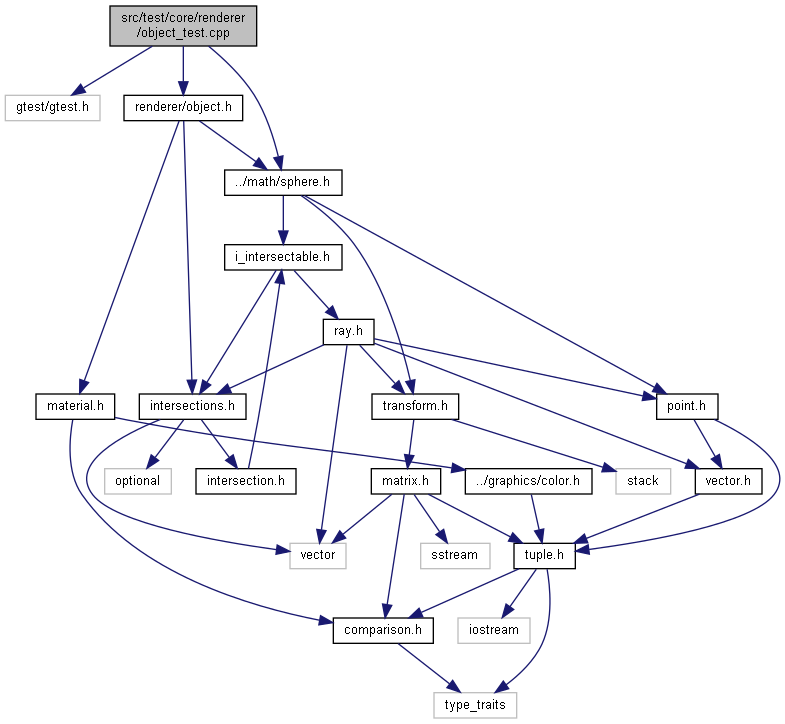 src/test/core/renderer
/object_test.cpp
gtest/gtest.h
renderer/object.h
../math/sphere.h
i_intersectable.h
ray.h
material.h
intersections.h
transform.h
point.h
optional
intersection.h
matrix.h
../graphics/color.h
stack
vector.h
vector
sstream
tuple.h
comparison.h
iostream
type_traits